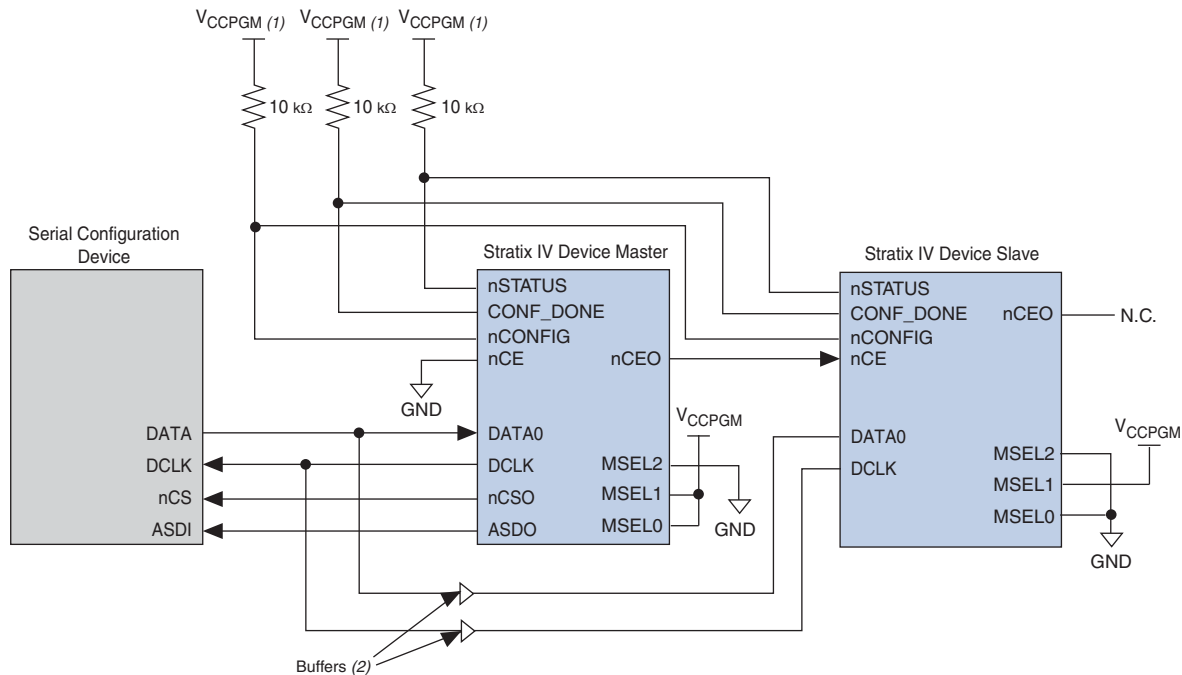 VCCPGM (1) VCCPGM (1) VCCPGM (1)
10 kΩ 10 kΩ 10 kΩ
Serial Configuration
Device
DATA
DCLK
nCS
ASDI
Stratix IV Device Master
nSTATUS
CONF_DONE
nCONFIG
nCE
nCEO
GND
DATA0
DCLK
nCSO
ASDO
MSEL2
MSEL1
MSEL0
VCCPGM
GND
Stratix IV Device Slave
nSTATUS
CONF_DONE
nCONFIG
nCE
nCEO
N.C.
DATA0
DCLK
MSEL2
MSEL1
MSEL0
VCCPGM
GND
Buffers (2)